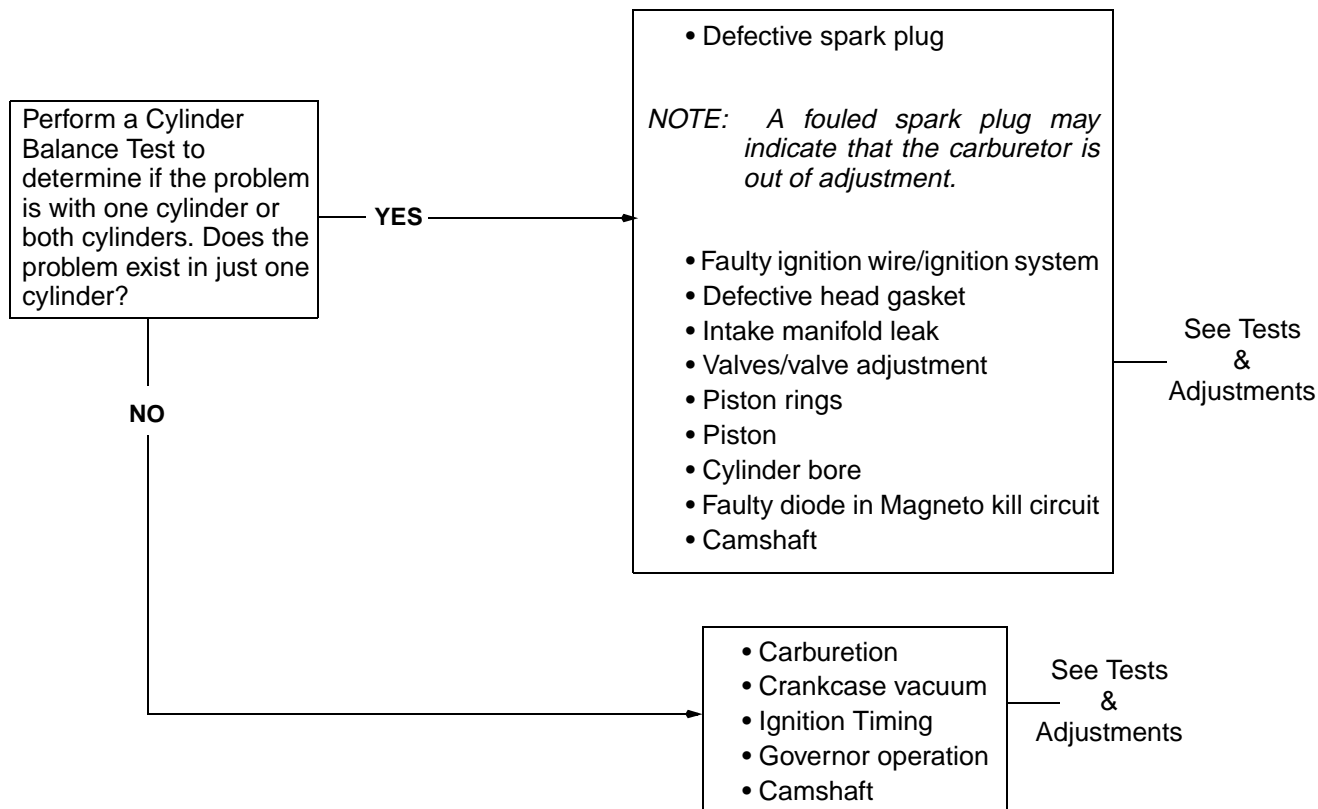 Perform a Cylinder
Balance Test to
determine if the problem
is with one cylinder or
both cylinders. Does the
problem exist in just one
cylinder?
YES
• Defective spark plug
NOTE: A fouled spark plug may
indicate that the carburetor is
out of adjustment.
• Faulty ignition wire/ignition system
• Defective head gasket
• Intake manifold leak
• Valves/valve adjustment
• Piston rings
• Piston
• Cylinder bore
• Faulty diode in Magneto kill circuit
• Camshaft
See Tests
&
Adjustments
NO
• Carburetion
• Crankcase vacuum
• Ignition Timing
• Governor operation
• Camshaft
See Tests
&
Adjustments